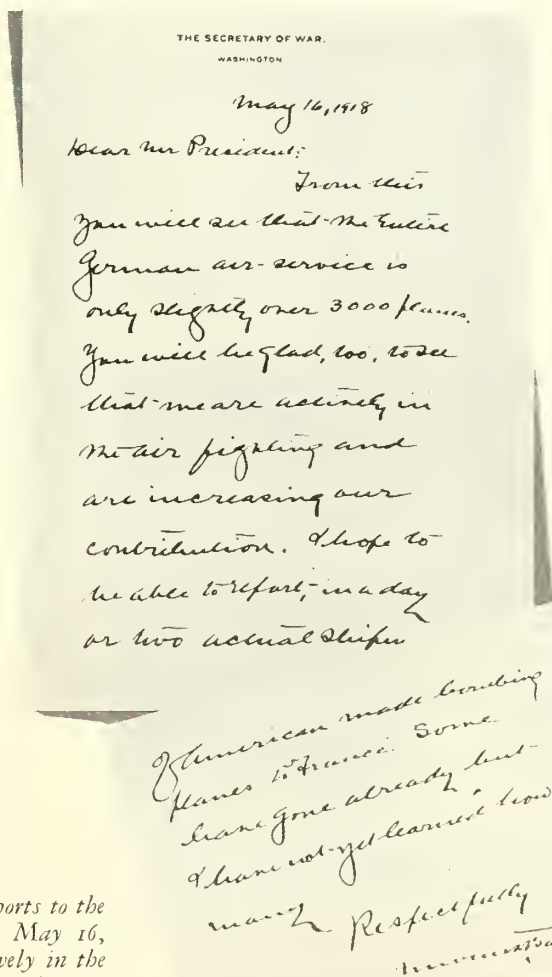 THE SECRETARY OF WAR.
WASHINGTON
May 16, 1918
Dear Mr President:
From this
you will see that the Entire
German air-service is
only slightly over 3000 planes.
You will be glad, too, to see
that we are actively in
the air fighting and
are increasing our
contribution. I hope to
be able to report, in a day
or two actual
of American made bombing
planes to France. Some
have gone already but
I have not yet learned how
many
Respectfully
ports to the
May 16,
vely in the